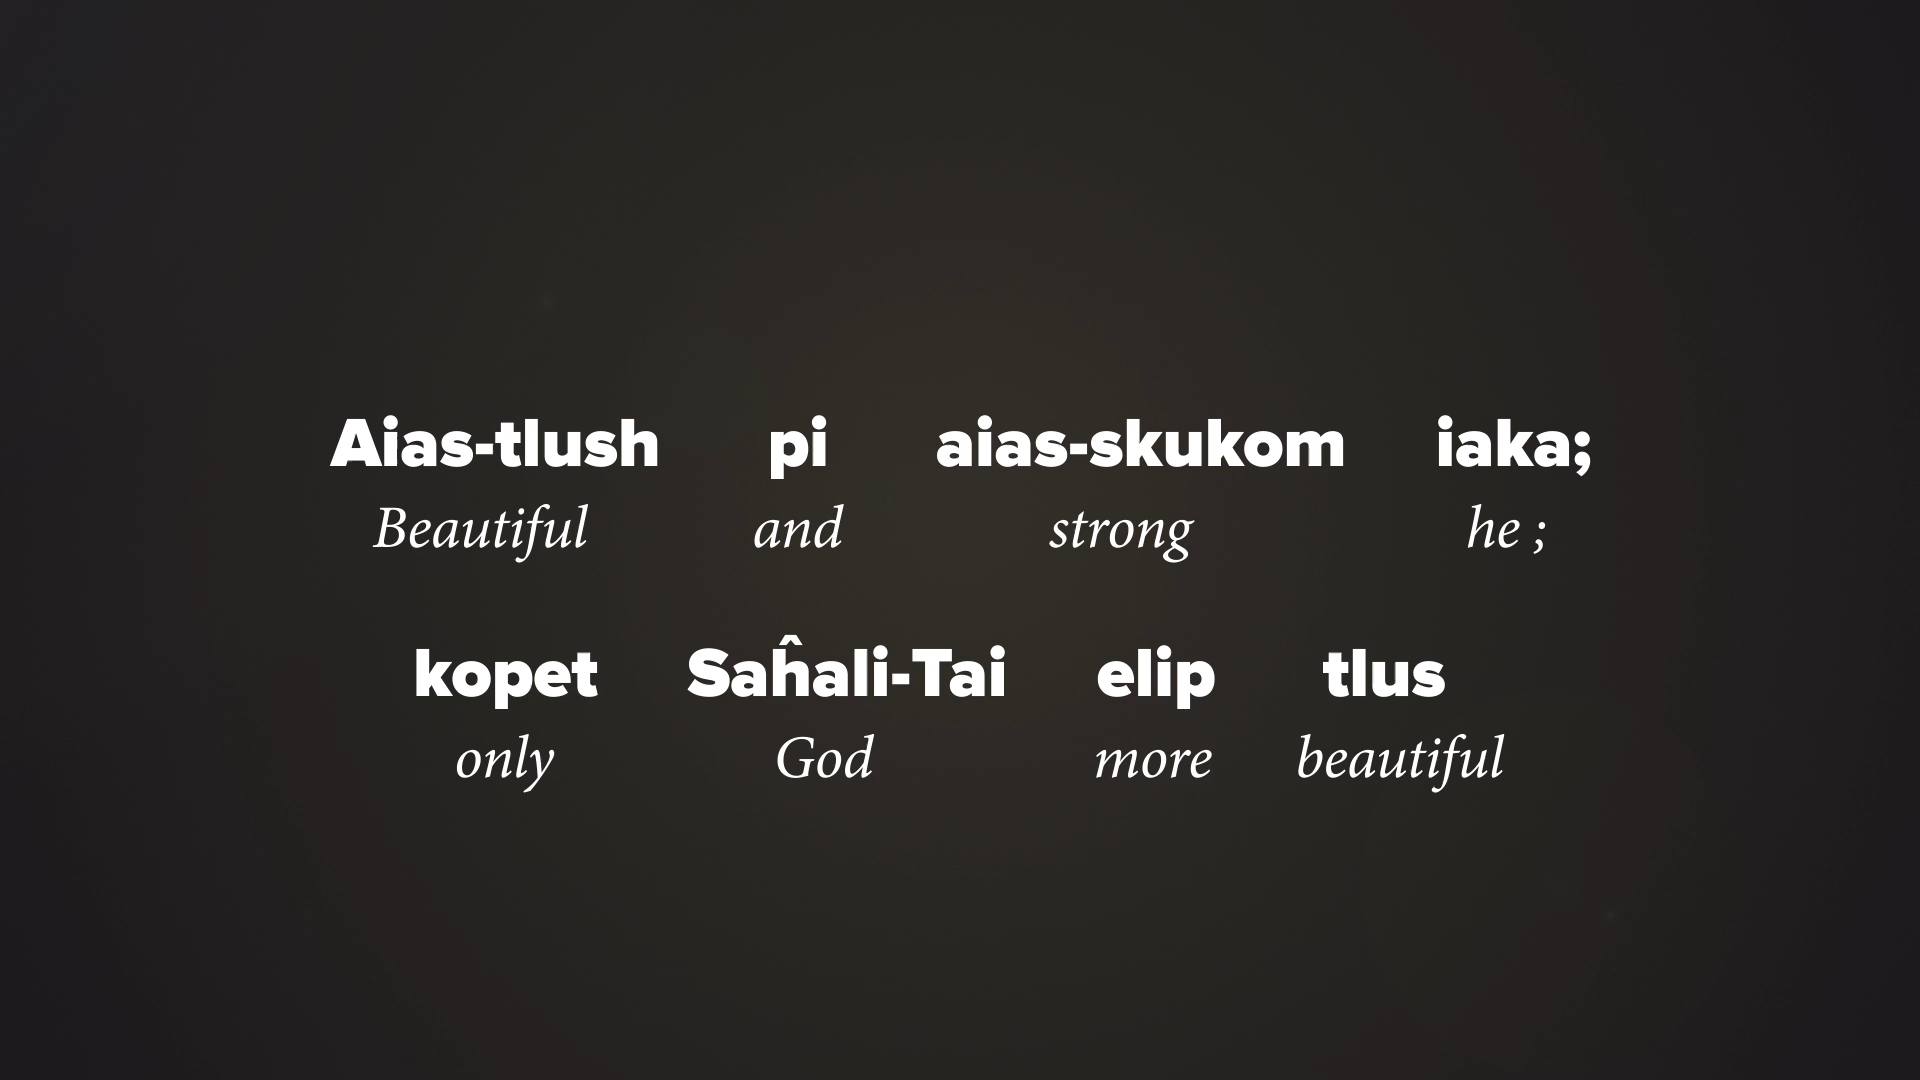 Aias-tlush pi aias-skukom iaka;
Beautiful and strong he ;
kopet Saĥali-Tai elip tlus
only God more beautiful